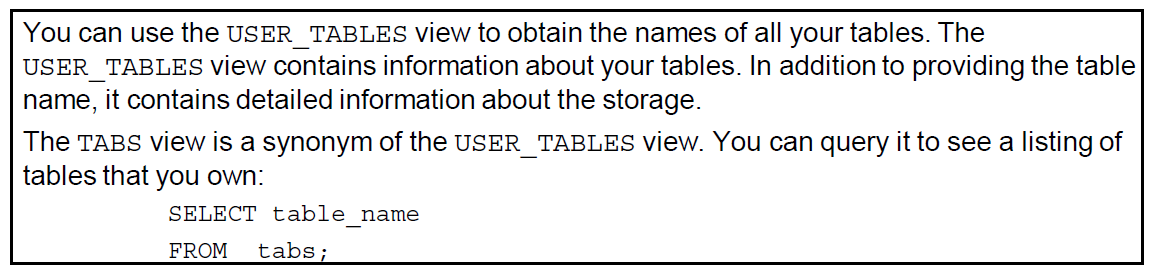 You can use the USER_TABLES view to obtain the names of all your tables. The
USER_TABLES view contains information about your tables. In addition to providing the table
name, it contains detailed information about the storage.
The TABS view is a synonym of the USER_TABLES view. You can query it to see a listing of
tables that you own:
SELECT table_name
FROM  tabs;